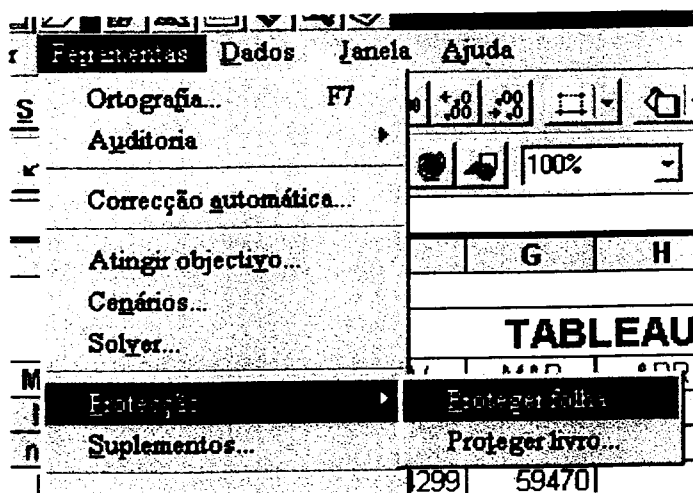 Ferramentas Dados Janela Ajuda
Ortografia... F7
Auditoria
100%
Correcção automática...
Atingir objectivo...
G H
Cenários...
TABLEAU
Solver...
Protecção Proteger folha
Suplementos... Proteger livro...
299 59470